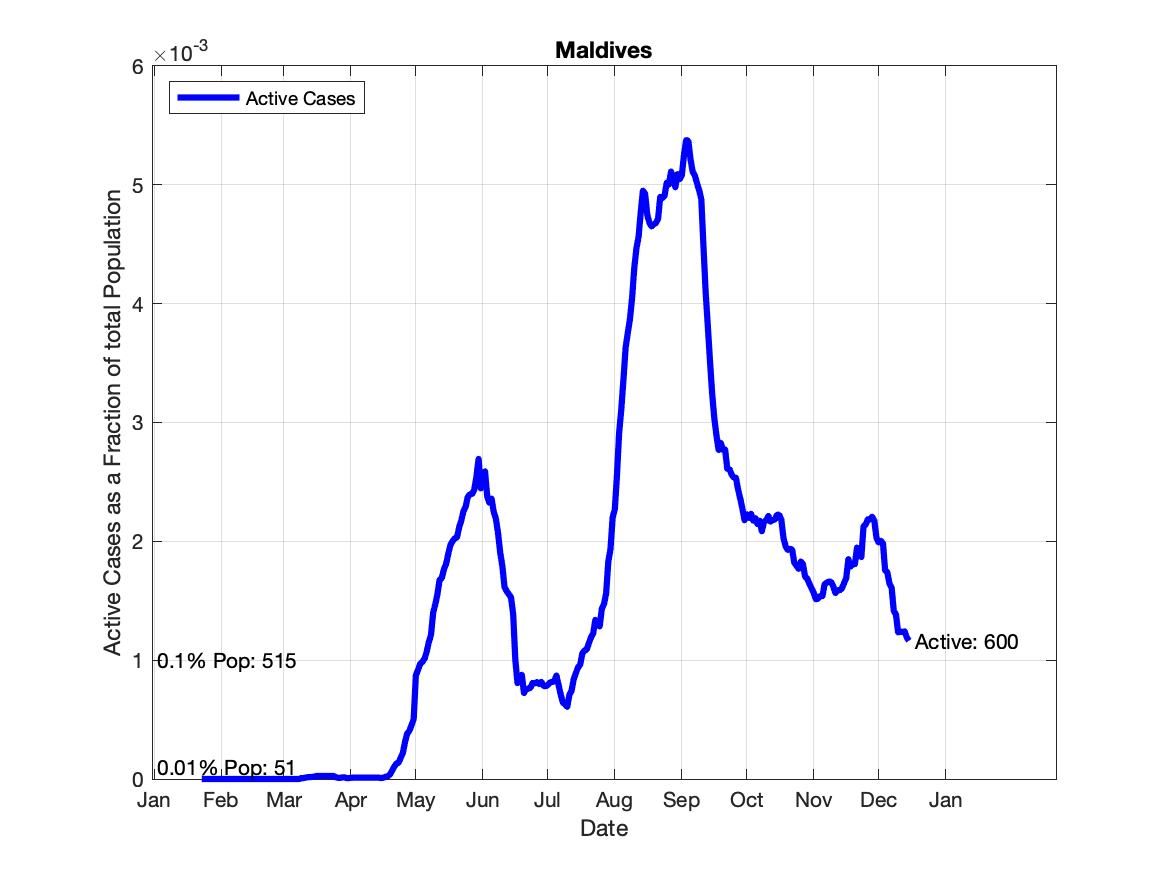 Maldives
×10⁻³
Active Cases
6
5
4
3
2
1
0
Active Cases as a Fraction of total Population
0.1% Pop: 515
0.01% Pop: 51
Active: 600
Jan Feb Mar Apr May Jun Jul Aug Sep Oct Nov Dec Jan
Date